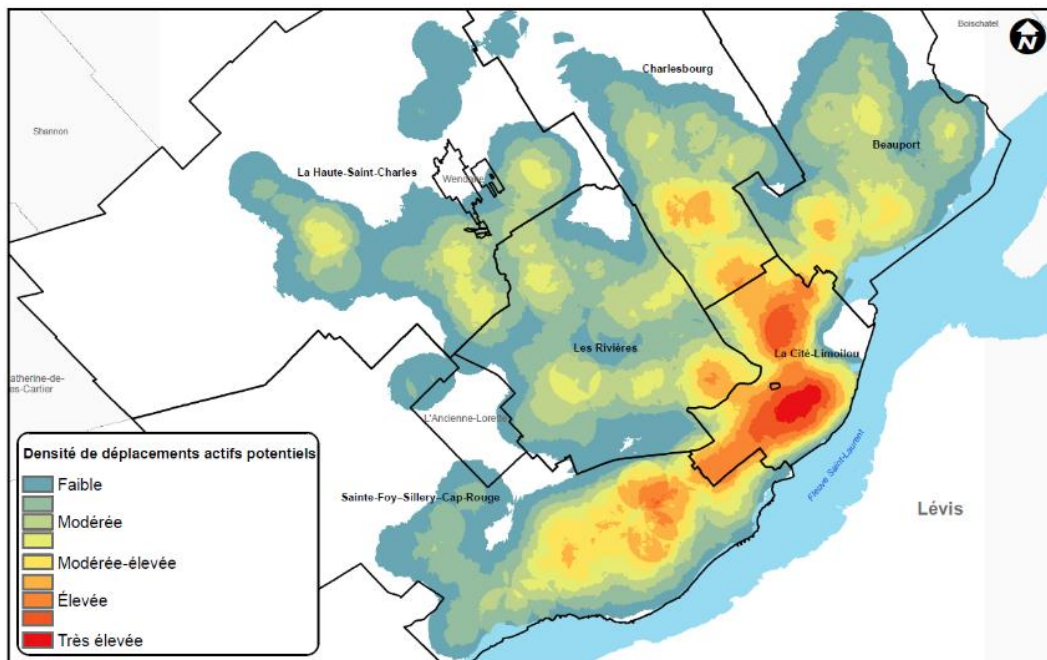 Boischatel
N
Charlesbourg
Shannon
Beauport
La Haute-Saint-Charles
Wendake
Les Rivières
La Cité-Limoilou
atherine-de-
es-Cartier
L'Ancienne-Lorette
Fleuve Saint-Laurent
Densité de déplacements actifs potentiels
Faible
Modérée
Modérée-élevée
Élevée
Très élevée
Sainte-Foy–Sillery–Cap-Rouge
Lévis